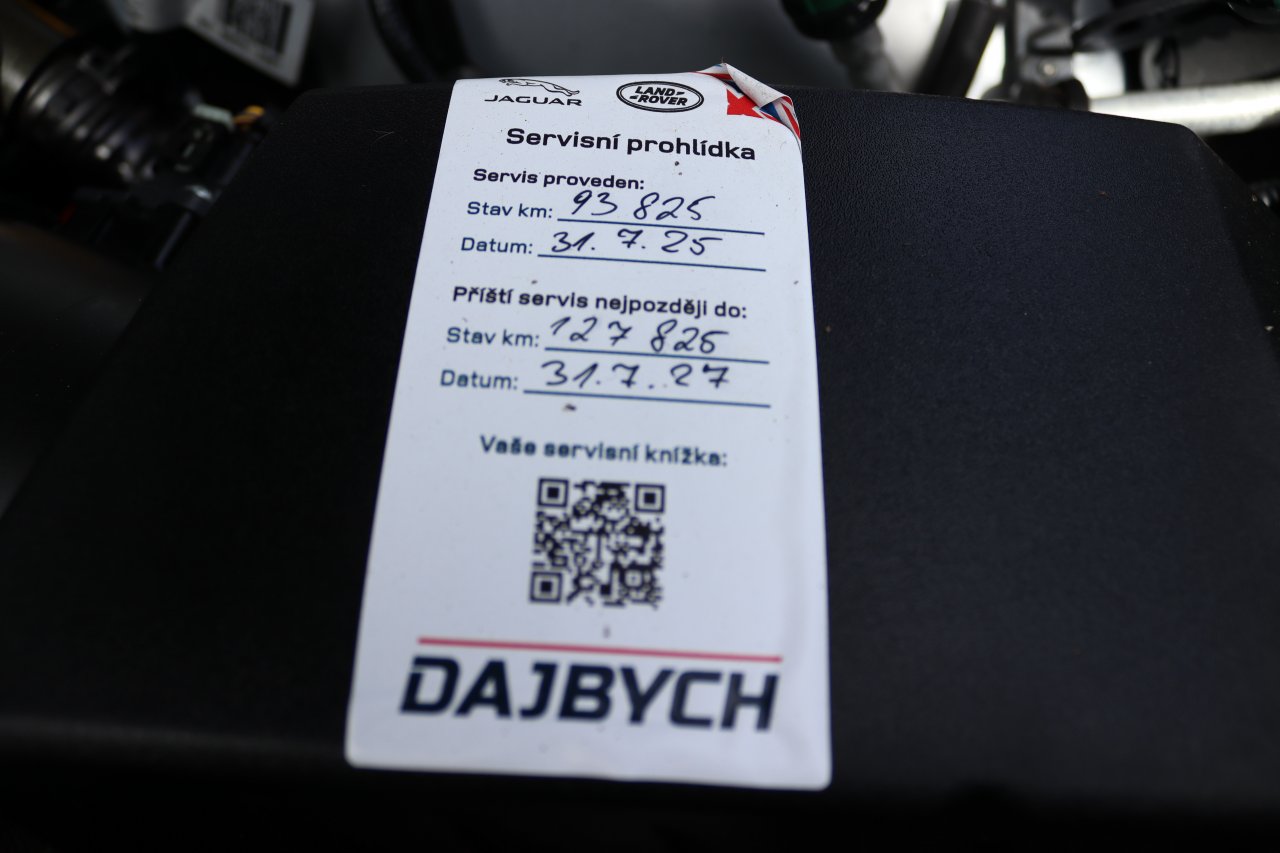 JAGUAR
LAND ROVER
Servisní prohlídka
Servis proveden:
Stav km: 93 825
Datum: 31. 7. 25
Příští servis nejpozději do:
Stav km: 127 825
Datum: 31. 7. 27
Vaše servisní knížka:
DAJBYCH